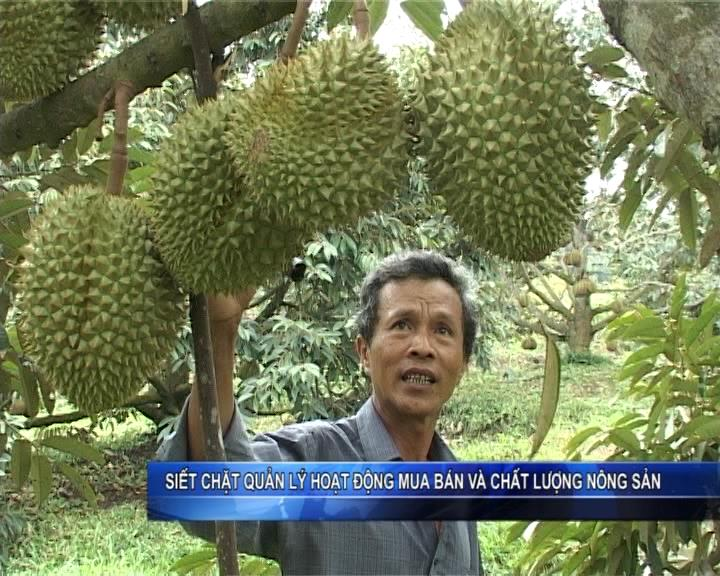 SIẾT CHẶT QUẢN LÝ HOẠT ĐỘNG MUA BÁN VÀ CHẤT LƯỢNG NÔNG SẢN